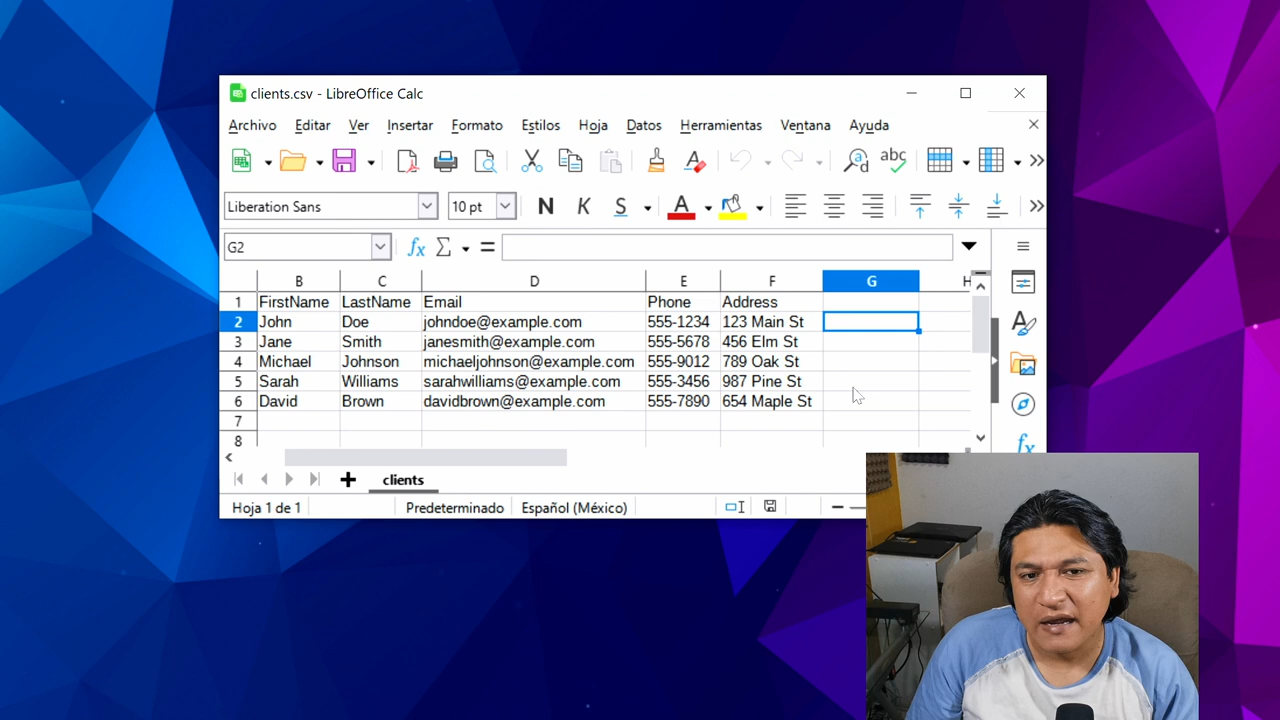 clients.csv - LibreOffice Calc
Archivo Editar Ver Insertar Formato Estilos Hoja Datos Herramientas Ventana Ayuda
abc
Liberation Sans 10 pt N K S A
G2 fx Σ =
B C D E F G H
1 FirstName LastName Email Phone Address
2 John Doe johndoe@example.com 555-1234 123 Main St
3 Jane Smith janesmith@example.com 555-5678 456 Elm St
4 Michael Johnson michaeljohnson@example.com 555-9012 789 Oak St
5 Sarah Williams sarahwilliams@example.com 555-3456 987 Pine St
6 David Brown davidbrown@example.com 555-7890 654 Maple St
7
8
clients
Hoja 1 de 1 Predeterminado Español (México)